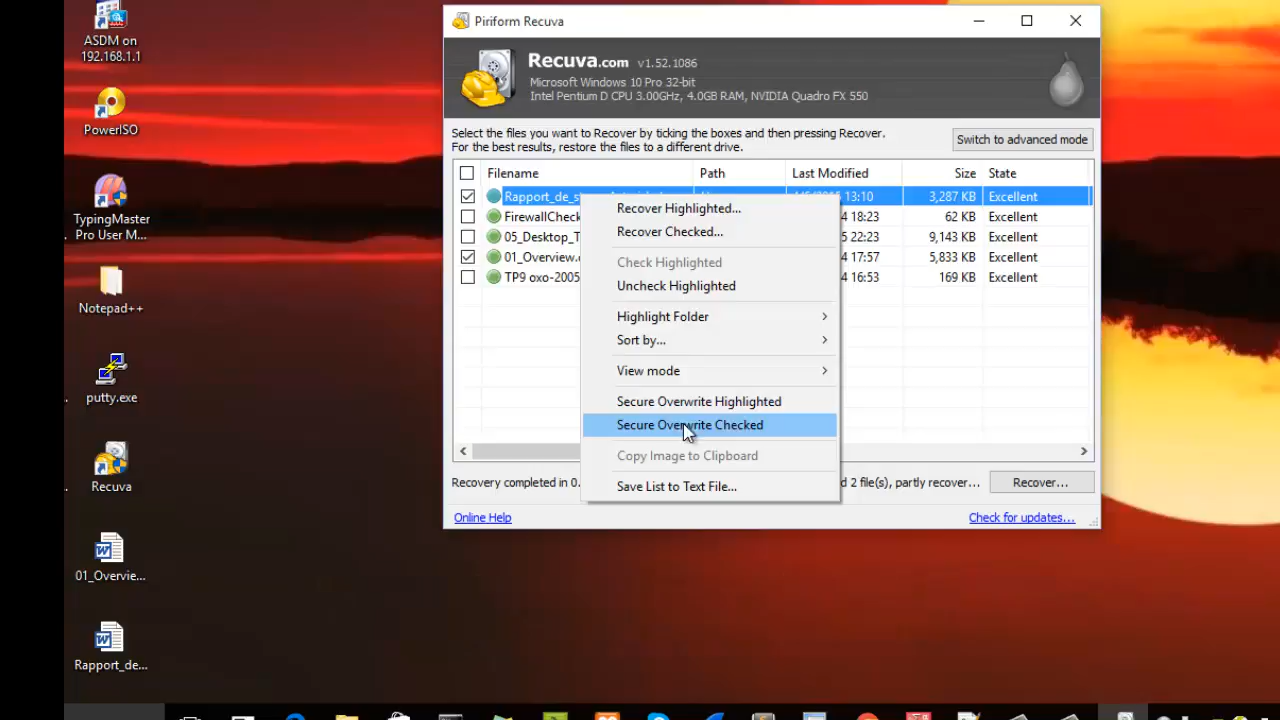 ASDM on
192.168.1.1
PowerISO
TypingMaster
Pro User M...
Notepad++
putty.exe
Recuva
01_Overvie...
Rapport_de...
Piriform Recuva
Recuva.com v1.52.1086
Microsoft Windows 10 Pro 32-bit
Intel Pentium D CPU 3.00GHz, 4.0GB RAM, NVIDIA Quadro FX 550
Select the files you want to Recover by ticking the boxes and then pressing Recover.
For the best results, restore the files to a different drive.
Switch to advanced mode
Filename Path Last Modified Size State
Rapport_de_s 13:10 3,287 KB Excellent
FirewallCheck 4 18:23 62 KB Excellent
05_Desktop_T 5 22:23 9,143 KB Excellent
01_Overview. 4 17:57 5,833 KB Excellent
TP9 oxo-2005 4 16:53 169 KB Excellent
Recover Highlighted...
Recover Checked...
Check Highlighted
Uncheck Highlighted
Highlight Folder
Sort by...
View mode
Secure Overwrite Highlighted
Secure Overwrite Checked
Copy Image to Clipboard
Save List to Text File...
Recovery completed in 0. d 2 file(s), partly recover...
Recover...
Online Help
Check for updates...